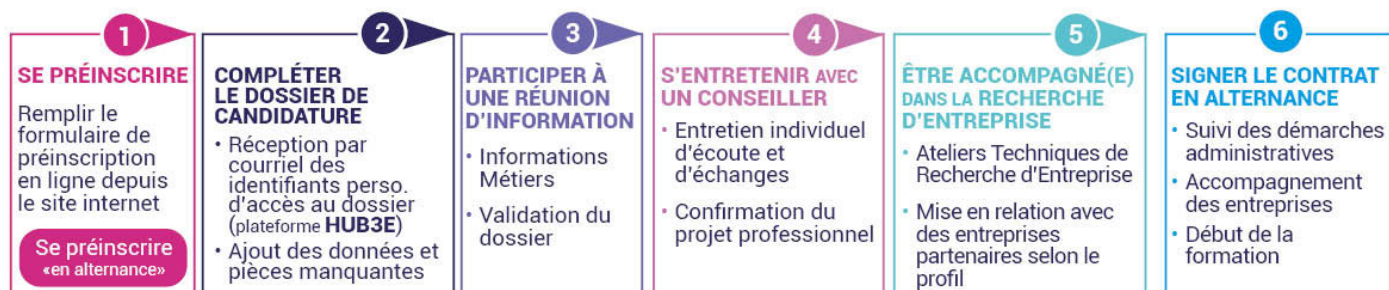 1
SE PRÉINSCRIRE
Remplir le
formulaire de
préinscription
en ligne depuis
le site internet
Se préinscrire
«en alternance»
2
COMPLÉTER
LE DOSSIER DE
CANDIDATURE
• Réception par
courriel des
identifiants perso.
d'accès au dossier
(plateforme HUB3E)
• Ajout des données et
pièces manquantes
3
PARTICIPER À
UNE RÉUNION
D'INFORMATION
• Informations
Métiers
• Validation du
dossier
4
S'ENTRETENIR AVEC
UN CONSEILLER
• Entretien individuel
d'écoute et
d'échanges
• Confirmation du
projet professionnel
5
ÊTRE ACCOMPAGNÉ(E)
DANS LA RECHERCHE
D'ENTREPRISE
• Ateliers Techniques de
Recherche d'Entreprise
• Mise en relation avec
des entreprises
partenaires selon le
profil
6
SIGNER LE CONTRAT
EN ALTERNANCE
• Suivi des démarches
administratives
• Accompagnement
des entreprises
• Début de la
formation